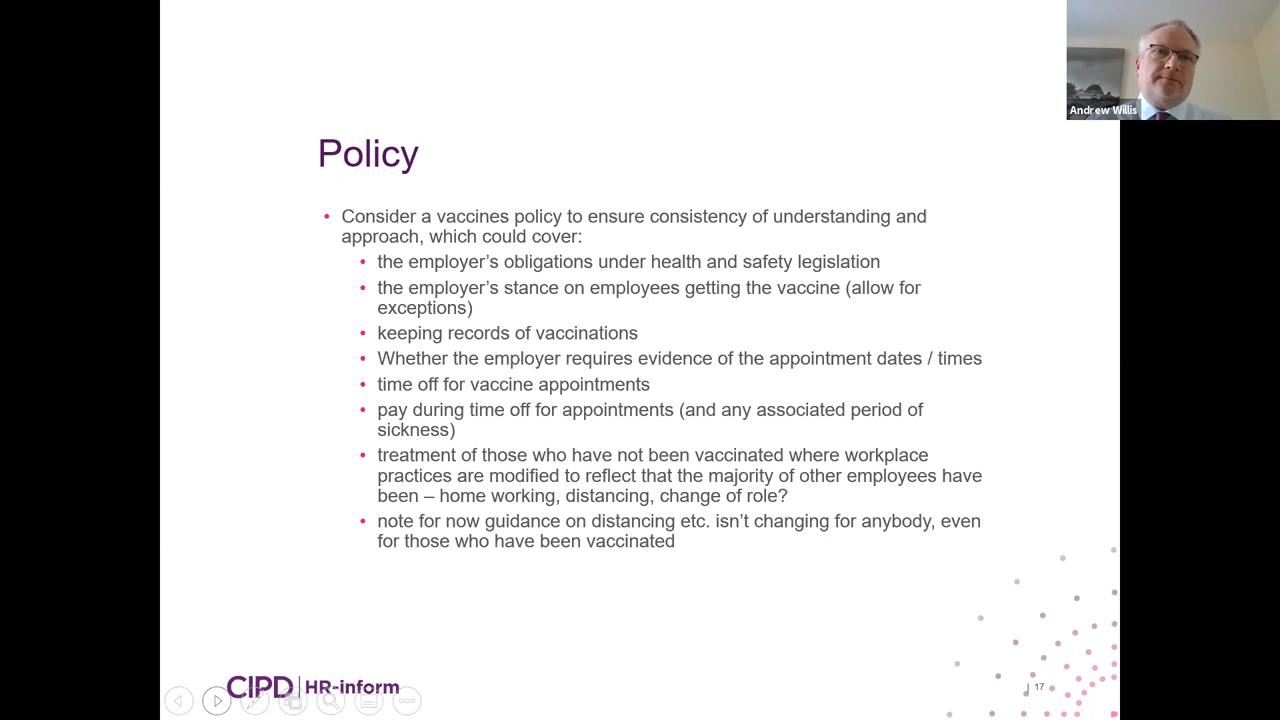 Andrew Willis
Policy
• Consider a vaccines policy to ensure consistency of understanding and
approach, which could cover:
• the employer’s obligations under health and safety legislation
• the employer’s stance on employees getting the vaccine (allow for
exceptions)
• keeping records of vaccinations
• Whether the employer requires evidence of the appointment dates / times
• time off for vaccine appointments
• pay during time off for appointments (and any associated period of
sickness)
• treatment of those who have not been vaccinated where workplace
practices are modified to reflect that the majority of other employees have
been – home working, distancing, change of role?
• note for now guidance on distancing etc. isn’t changing for anybody, even
for those who have been vaccinated
CIPD | HR-inform
| 17